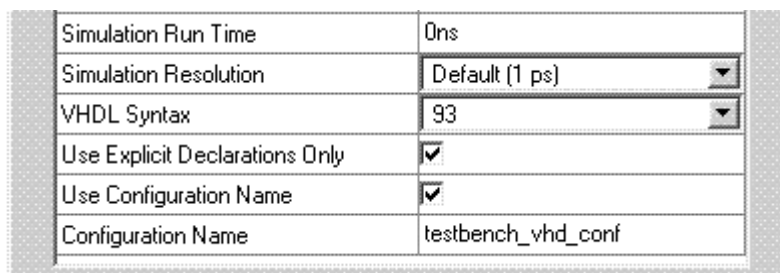 Simulation Run Time 0ns
Simulation Resolution Default (1 ps)
VHDL Syntax 93
Use Explicit Declarations Only
Use Configuration Name
Configuration Name testbench_vhd_conf